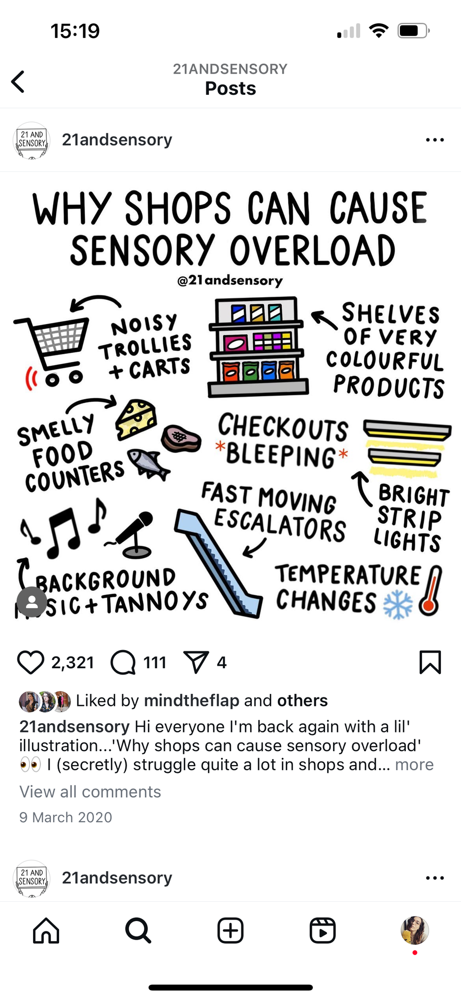 15:19
21ANDSENSORY
Posts
21 AND
SENSORY
21andsensory
WHY SHOPS CAN CAUSE
SENSORY OVERLOAD
@21andsensory
NOISY
TROLLIES
+ CARTS
SHELVES
OF VERY
COLOURFUL
PRODUCTS
SMELLY
FOOD
COUNTERS
CHECKOUTS
*BLEEPING*
BRIGHT
STRIP
LIGHTS
FAST MOVING
ESCALATORS
BACKGROUND
+ TANNOYS
TEMPERATURE
CHANGES
2,321 111 4
Liked by mindtheflap and others
21andsensory Hi everyone I'm back again with a lil'
illustration...'Why shops can cause sensory overload'
👀 I (secretly) struggle quite a lot in shops and... more
View all comments
9 March 2020
21 AND
SENSORY
21andsensory